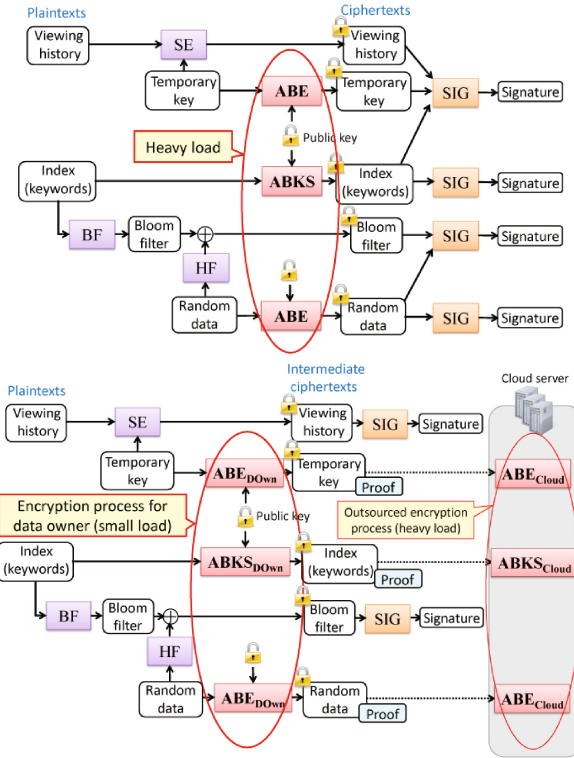 Plaintexts
Ciphertexts
Viewing
history
SE
Viewing
history
Temporary
key
ABE
Temporary
key
SIG
Signature
Heavy load
Public key
Index
(keywords)
ABKS
Index
(keywords)
SIG
Signature
BF
Bloom
filter
Bloom
filter
SIG
Signature
HF
Random
data
ABE
Random
data
SIG
Signature
Plaintexts
Intermediate
ciphertexts
Cloud server
Viewing
history
SE
Viewing
history
SIG
Signature
Temporary
key
ABEDOwn
Temporary
key
Proof
ABECloud
Encryption process for
data owner (small load)
Public key
Outsourced encryption
process (heavy load)
Index
(keywords)
ABKSDOwn
Index
(keywords)
Proof
ABKSCloud
BF
Bloom
filter
Bloom
filter
SIG
Signature
HF
Random
data
ABEDOwn
Random
data
Proof
ABECloud